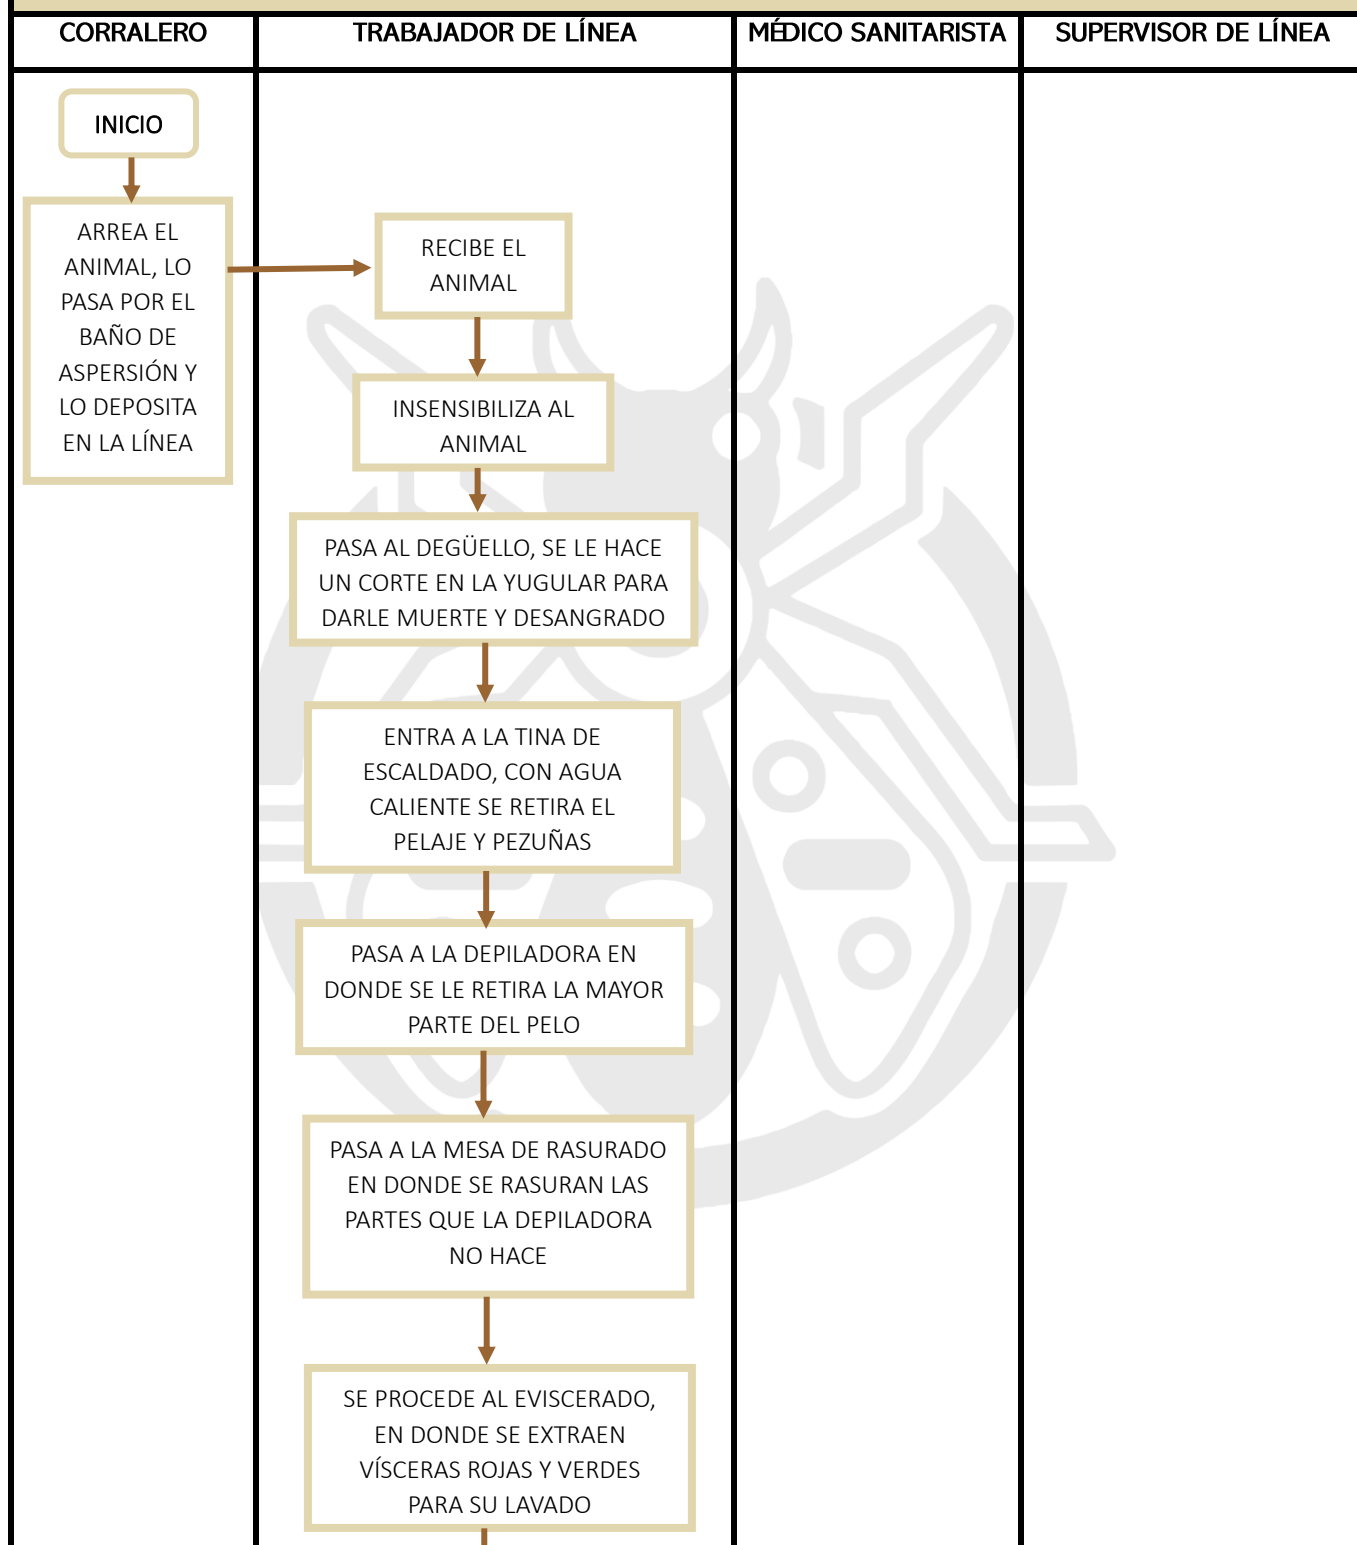 CORRALERO
TRABAJADOR DE LÍNEA
MÉDICO SANITARISTA
SUPERVISOR DE LÍNEA
INICIO
ARREA EL
ANIMAL, LO
PASA POR EL
BAÑO DE
ASPERSIÓN Y
LO DEPOSITA
EN LA LÍNEA
RECIBE EL
ANIMAL
INSENSIBILIZA AL
ANIMAL
PASA AL DEGÜELLO, SE LE HACE
UN CORTE EN LA YUGULAR PARA
DARLE MUERTE Y DESANGRADO
ENTRA A LA TINA DE
ESCALDADO, CON AGUA
CALIENTE SE RETIRA EL
PELAJE Y PEZUÑAS
PASA A LA DEPILADORA EN
DONDE SE LE RETIRA LA MAYOR
PARTE DEL PELO
PASA A LA MESA DE RASURADO
EN DONDE SE RASURAN LAS
PARTES QUE LA DEPILADORA
NO HACE
SE PROCEDE AL EVISCERADO,
EN DONDE SE EXTRAEN
VÍSCERAS ROJAS Y VERDES
PARA SU LAVADO